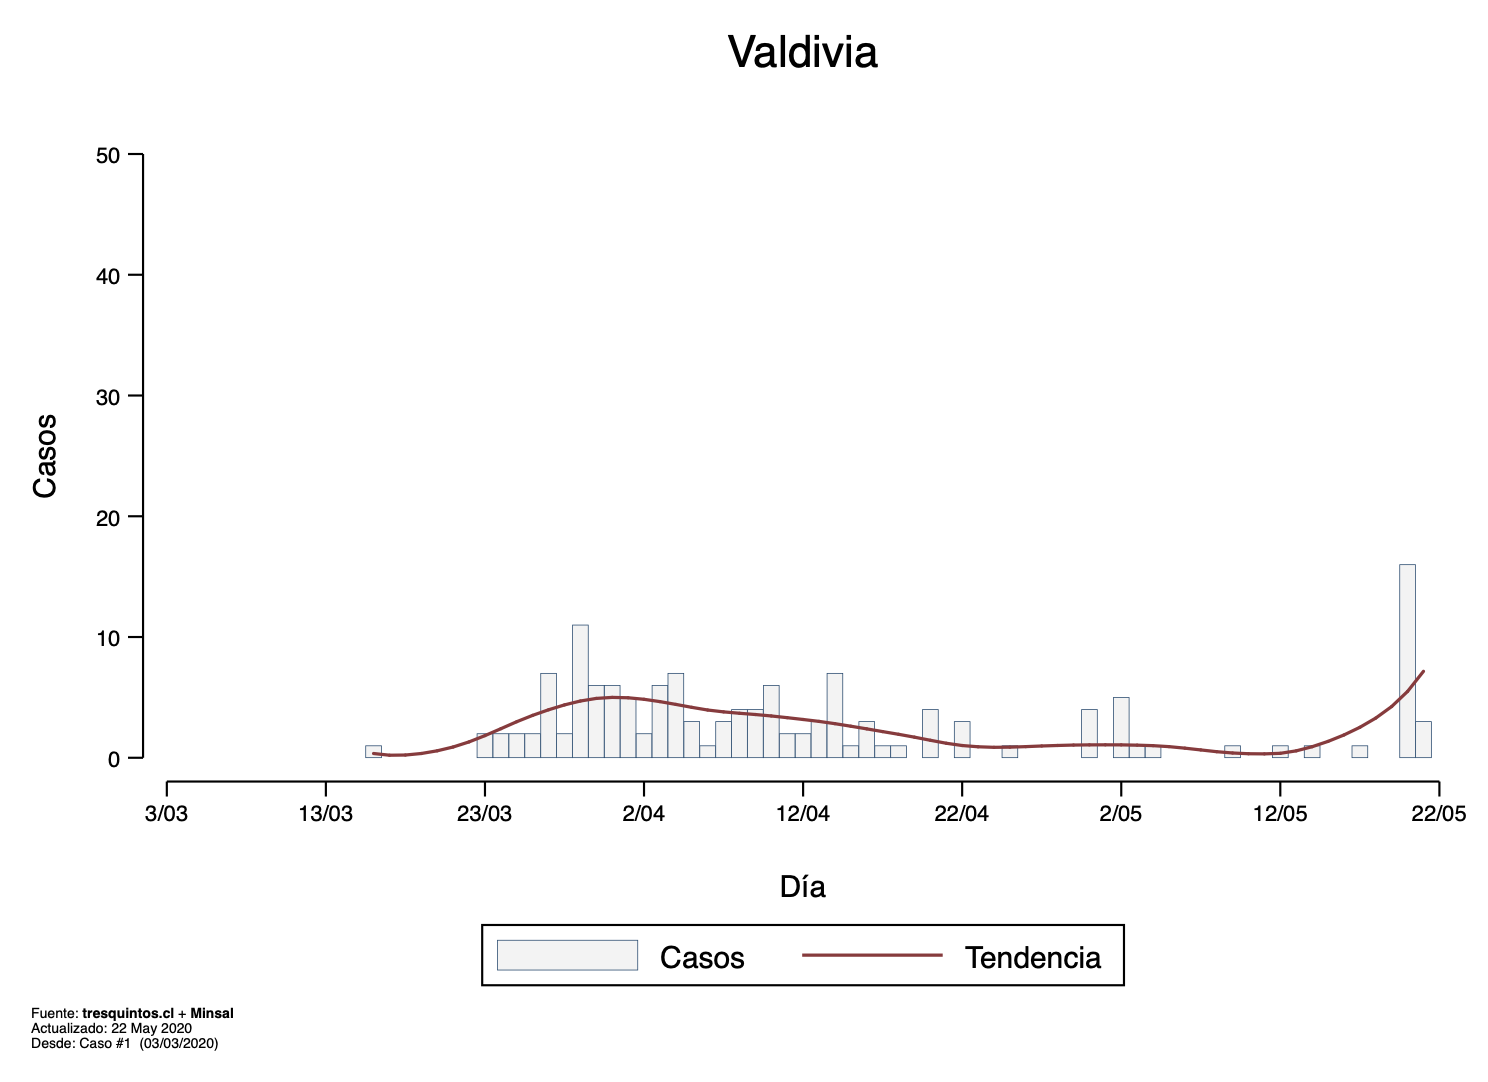 Valdivia
50
40
30
20
10
0
Casos
3/03 13/03 23/03 2/04 12/04 22/04 2/05 12/05 22/05
Día
Casos Tendencia
Fuente: tresquintos.cl + Minsal
Actualizado: 22 May 2020
Desde: Caso #1 (03/03/2020)